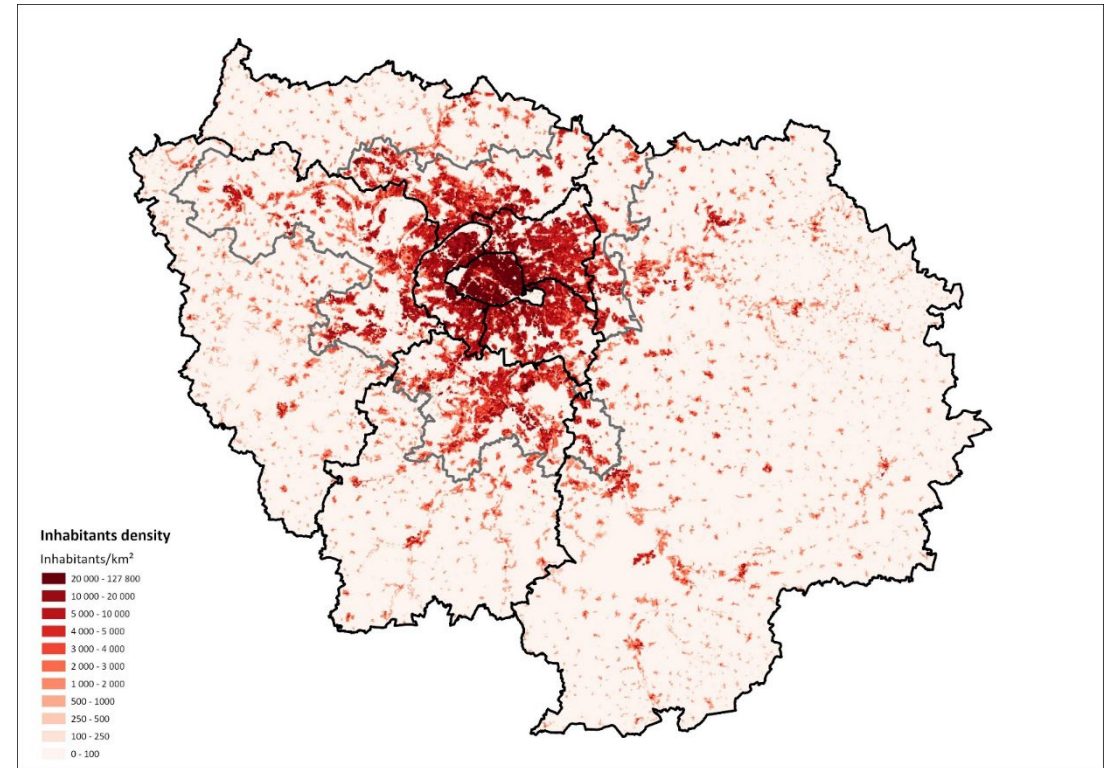 Inhabitants density
Inhabitants/km²
20 000 - 127 800
10 000 - 20 000
5 000 - 10 000
4 000 - 5 000
3 000 - 4 000
2 000 - 3 000
1 000 - 2 000
500 - 1000
250 - 500
100 - 250
0 - 100